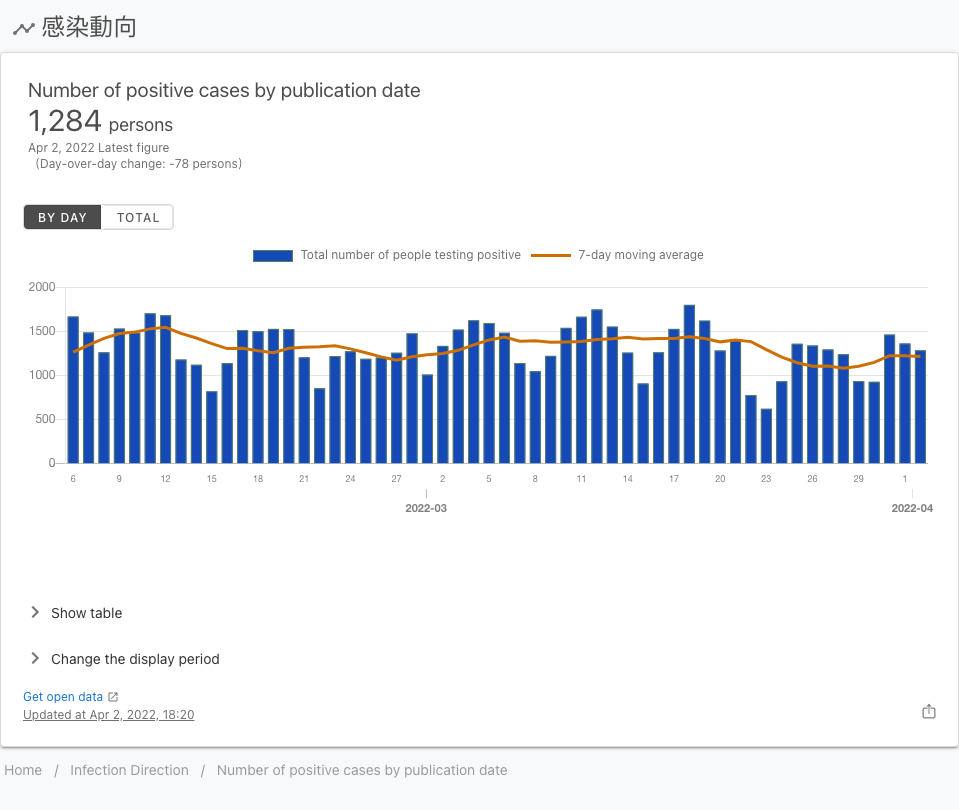 感染動向
Number of positive cases by publication date
1,284 persons
Apr 2, 2022 Latest figure
(Day-over-day change: -78 persons)
BY DAY TOTAL
Total number of people testing positive 7-day moving average
2000
1500
1000
500
0
6 9 12 15 18 21 24 27 2 5 8 11 14 17 20 23 26 29 1
2022-03 2022-04
Show table
Change the display period
Get open data
Updated at Apr 2, 2022, 18:20
Home / Infection Direction / Number of positive cases by publication date